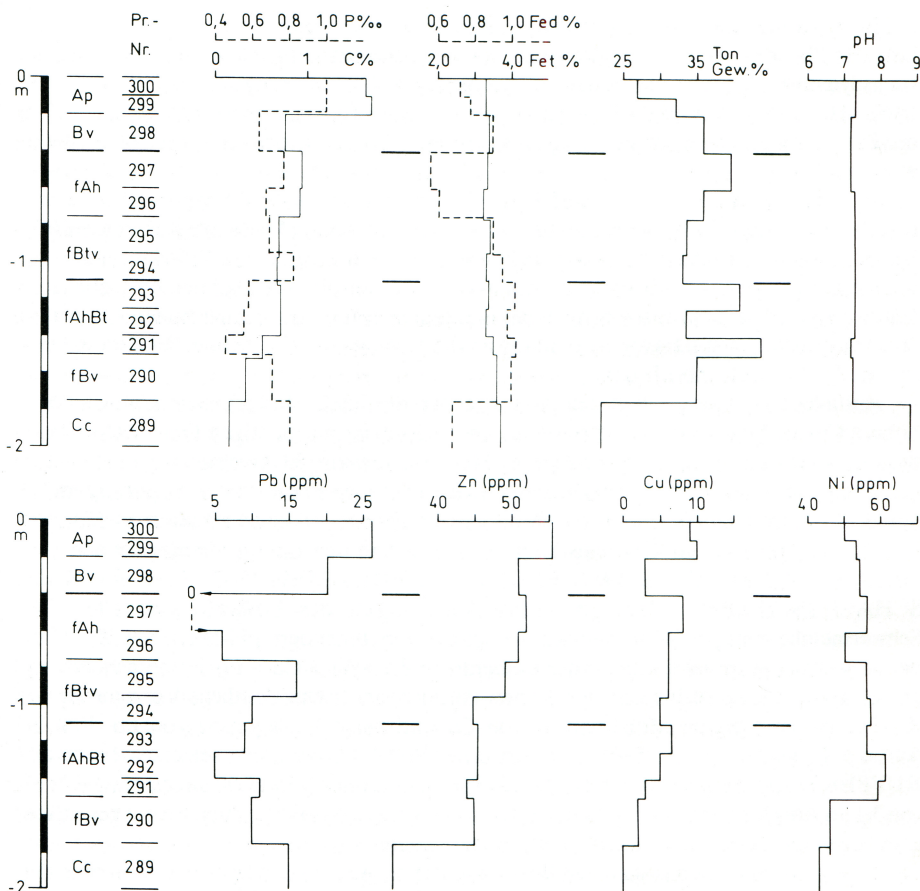 Pr.- 0,4 0,6 0,8 1,0 P‰ 0,6 0,8 1,0 Fed %
Nr. 0 1 C% 2,0 4,0 Fet % 25 35 Ton Gew.% pH 6 7 8 9
0
m
Ap 300
299
Bv 298
fAh 297
296
fBtv 295
-1 294
fAhBt 293
292
291
fBv 290
Cc 289
-2
Pb (ppm) Zn (ppm) Cu (ppm) Ni (ppm)
5 15 25 40 50 0 10 40 60 70
0
m
Ap 300
299
Bv 298
0
fAh 297
296
fBtv 295
-1 294
fAhBt 293
292
291
fBv 290
Cc 289
-2